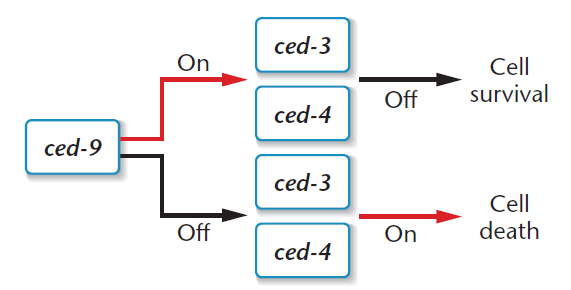 ced-9
On
ced-3
ced-4
Off
Cell
survival
Off
ced-3
ced-4
On
Cell
death